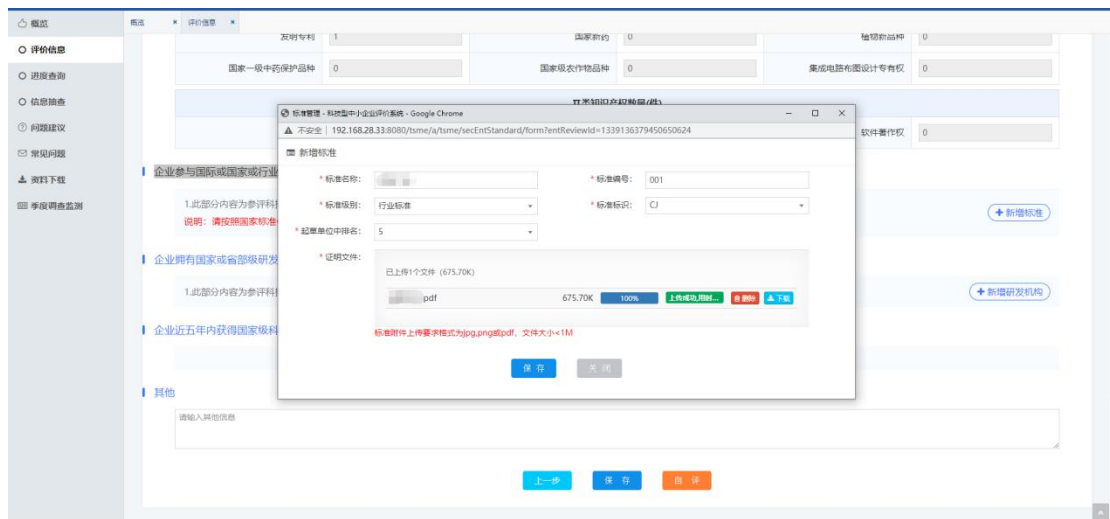 概览
评价信息
进度查询
信息抽查
问题建议
常见问题
资料下载
季度调查监测
概览 × 评价信息 ×
发明专利 1 国家新药 0 植物新品种 0
国家一级中药保护品种 0 国家级农作物品种 0 集成电路布图设计专有权 0
II类知识产权数量(件)
软件著作权 0
企业参与国际或国家或行业
1.此部分内容为参评科技
说明：请按照国家标准
+新增标准
企业拥有国家或省部级研发
1.此部分内容为参评科技
+新增研发机构
企业近五年内获得国家级科
其他
请输入其他信息
上一步 保 存 自 评
标准管理 - 科技型中小企业评价系统 - Google Chrome
不安全 | 192.168.28.33:8080/tsme/a/tsme/secEntStandard/form?entReviewId=1339136379450650624
新增标准
* 标准名称： * 标准编号： 001
* 标准级别： 行业标准 * 标准标识： CJ
* 起草单位中排名： 5
* 证明文件：
已上传1个文件（675.70K）
pdf 675.70K 100% 上传成功,用时... 删除 下载
标准附件上传要求格式为jpg,png或pdf、文件大小<1M
保 存 关 闭